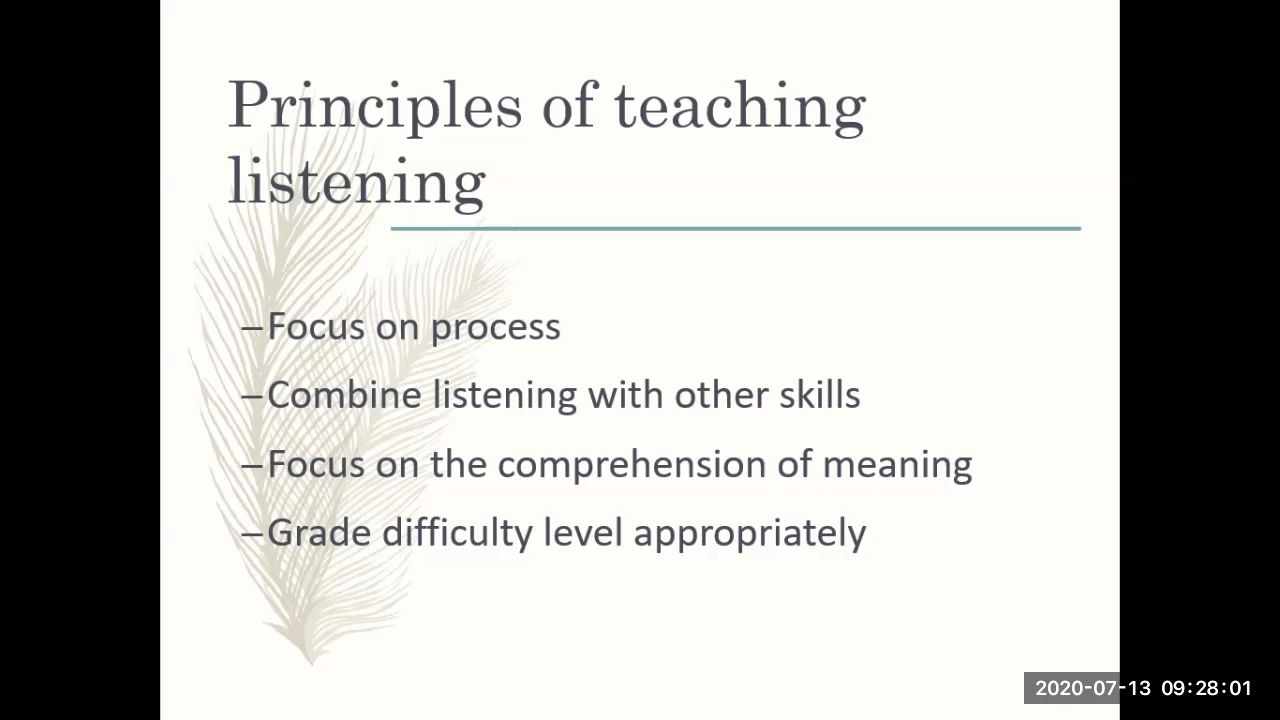 Principles of teaching
listening
–Focus on process
–Combine listening with other skills
–Focus on the comprehension of meaning
–Grade difficulty level appropriately
2020-07-13 09:28:01